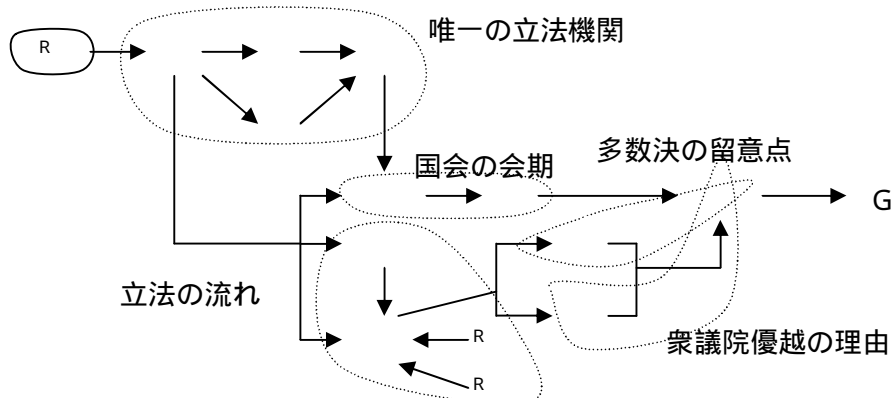 唯一の立法機関
R
多数決の留意点
国会の会期
G
立法の流れ
R
衆議院優越の理由
R